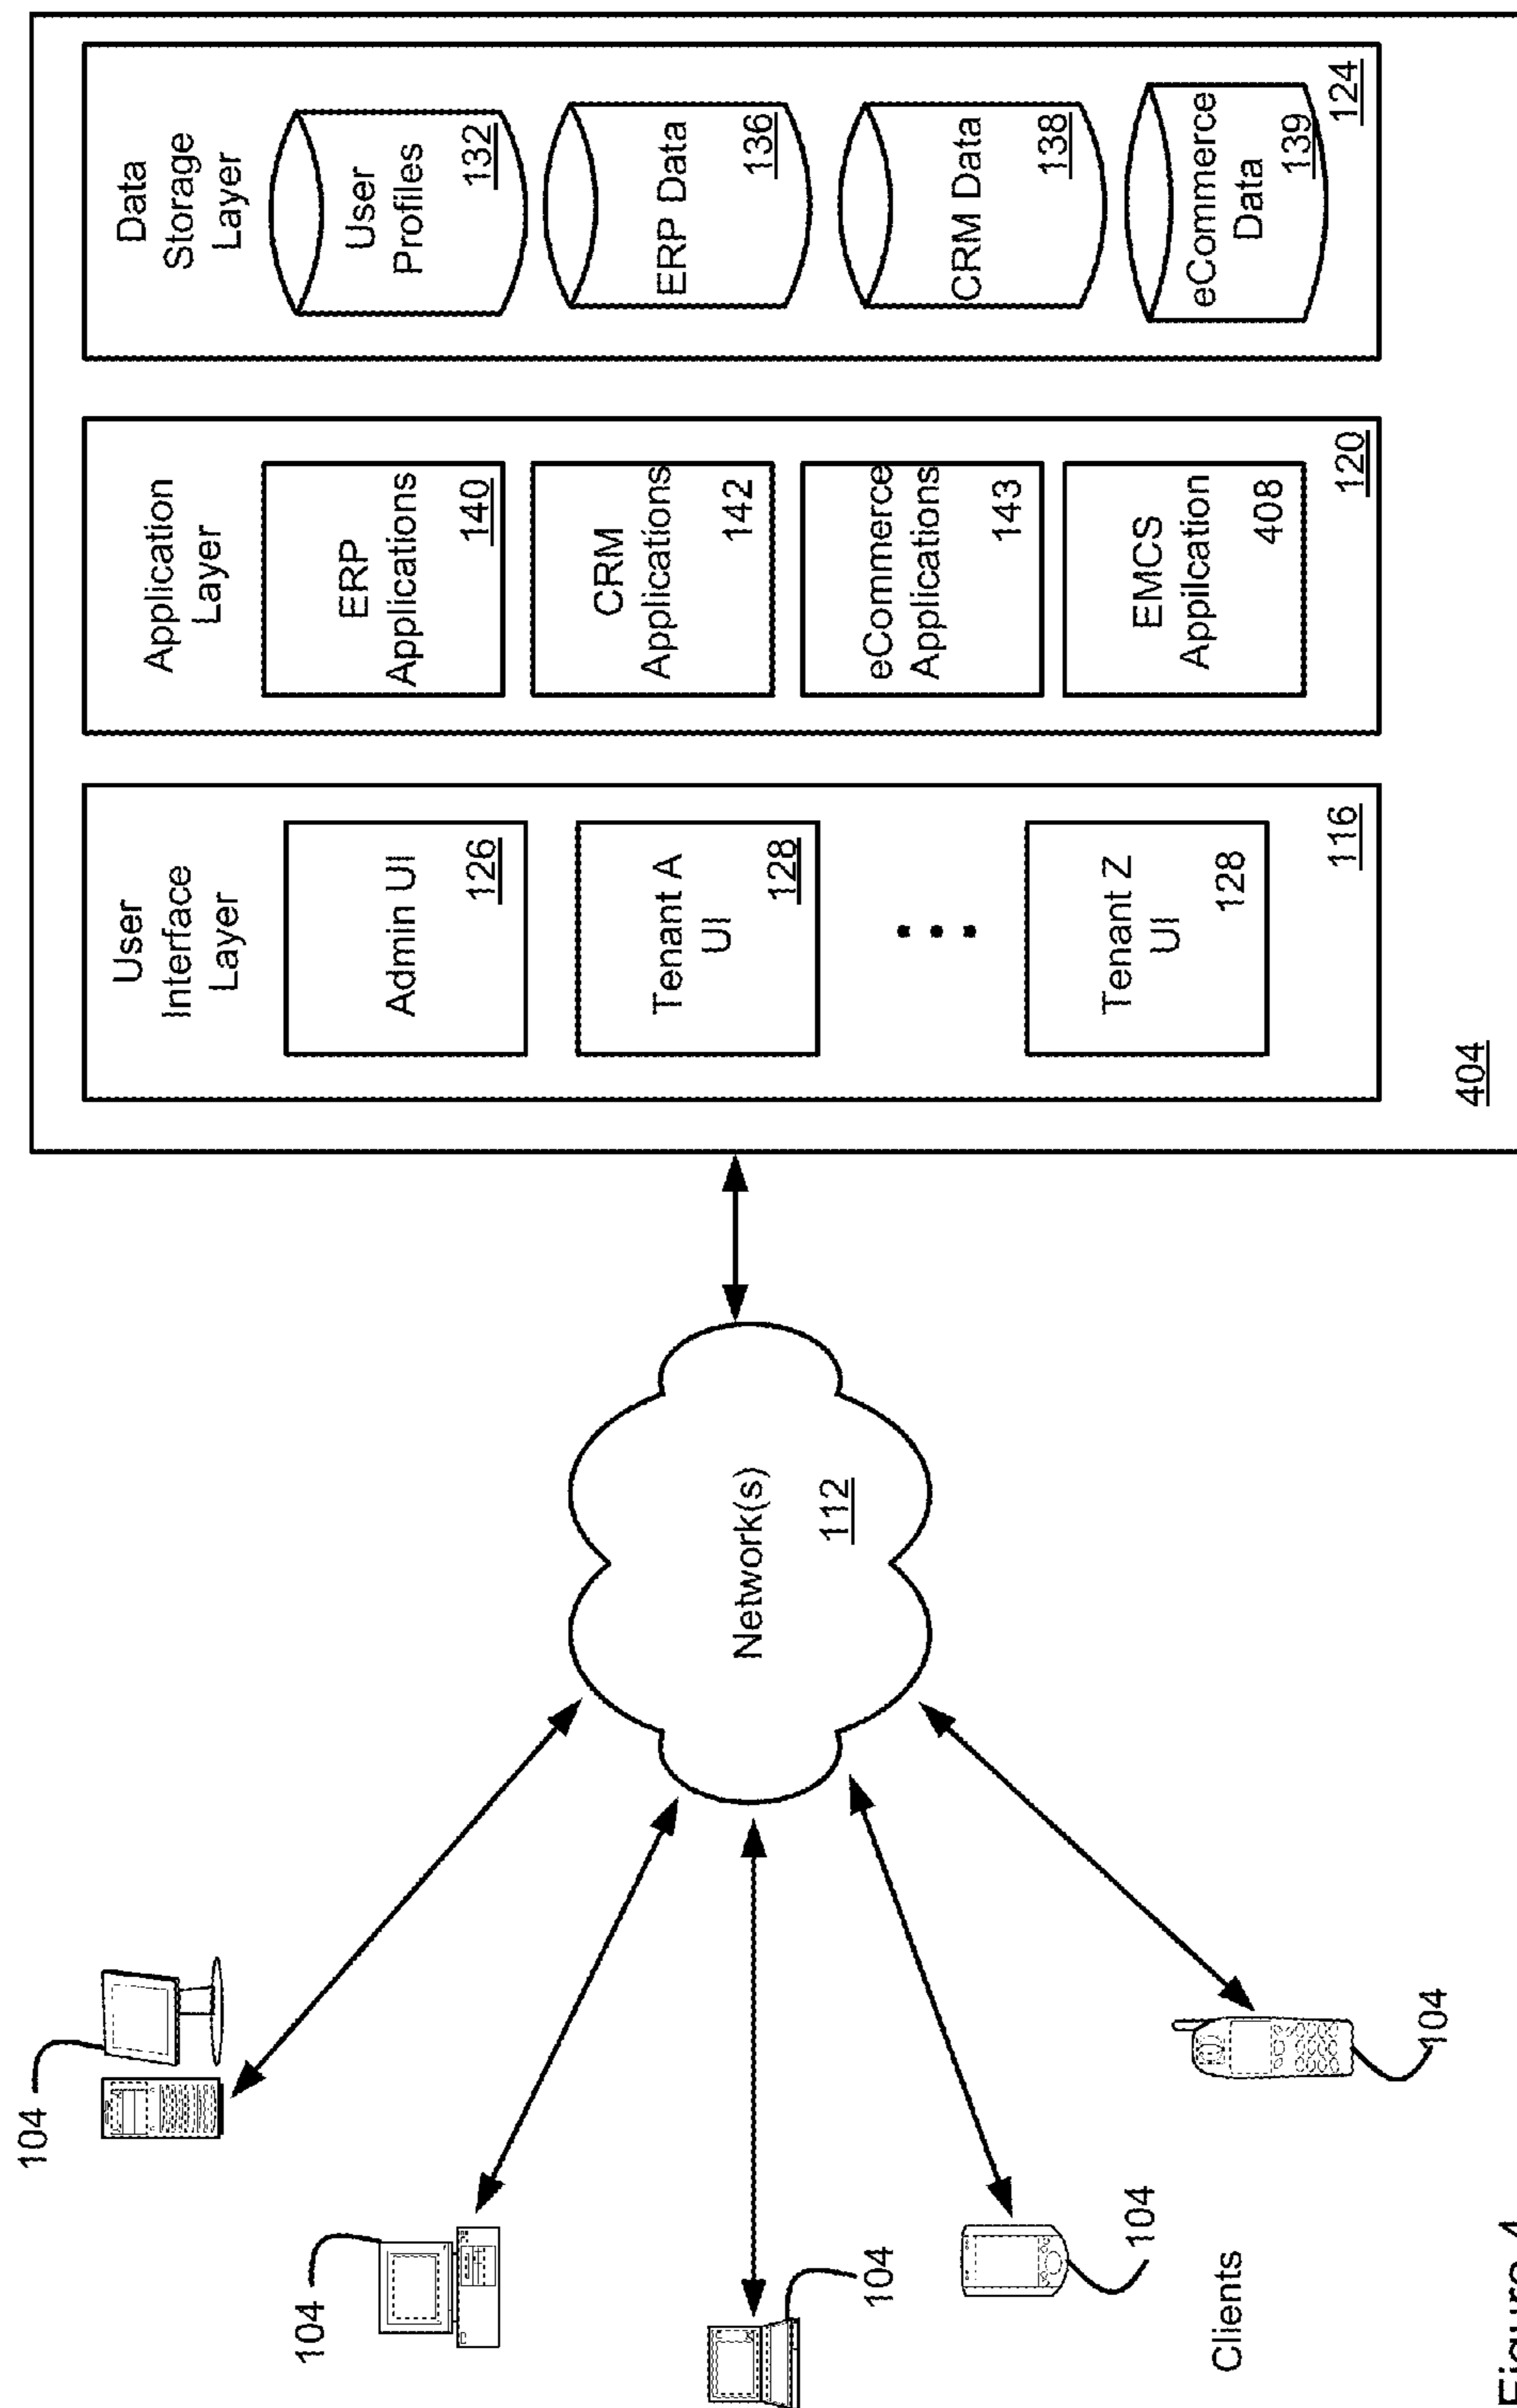 104
104
104
104
104
Clients
Network(s)
112
User
Interface
Layer
Admin UI
126
Tenant A
UI
128
Tenant Z
UI
128
116
404
Application
Layer
ERP
Applications
140
CRM
Applications
142
eCommerce
Applications
143
EMCS
Appilcation
408
120
Data
Storage
Layer
User
Profiles
132
ERP Data
136
CRM Data
138
eCommerce
Data
139
124
Figure 4